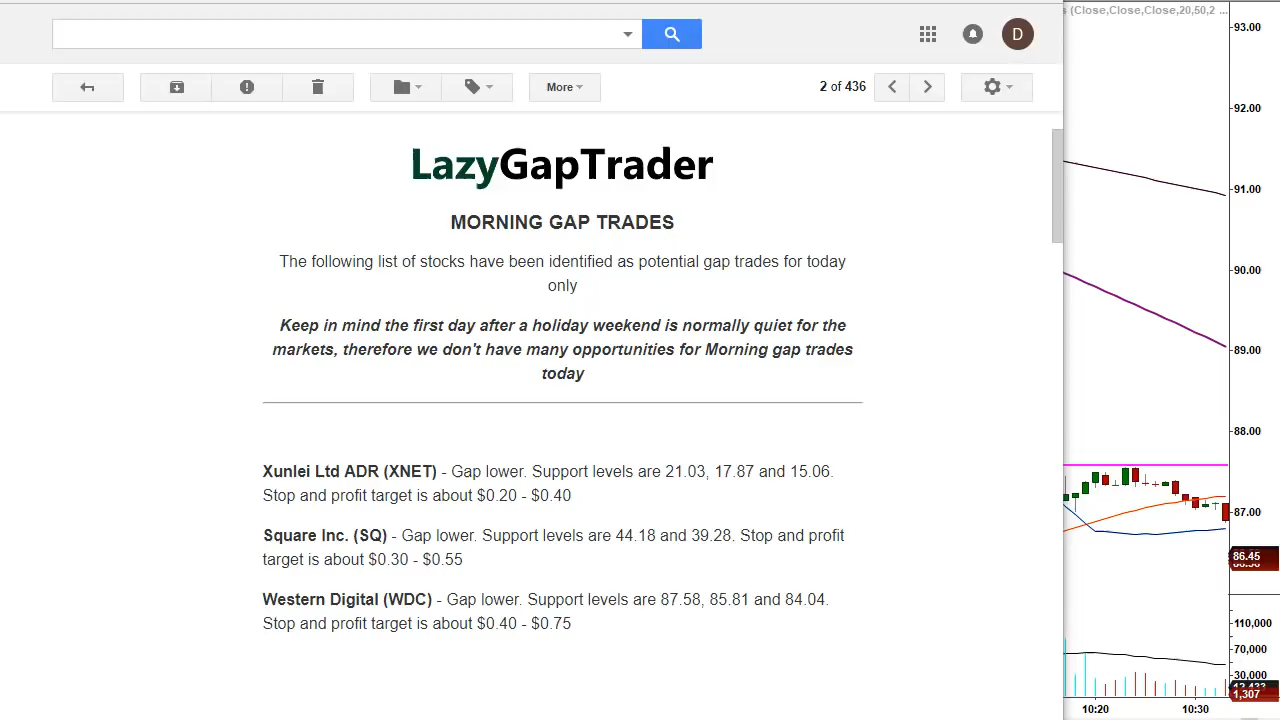 s (Close,Close,Close,20,50,2 ...
D
More
2 of 436
LazyGapTrader
MORNING GAP TRADES
The following list of stocks have been identified as potential gap trades for today
only
Keep in mind the first day after a holiday weekend is normally quiet for the
markets, therefore we don't have many opportunities for Morning gap trades
today
Xunlei Ltd ADR (XNET) - Gap lower. Support levels are 21.03, 17.87 and 15.06.
Stop and profit target is about $0.20 - $0.40
Square Inc. (SQ) - Gap lower. Support levels are 44.18 and 39.28. Stop and profit
target is about $0.30 - $0.55
Western Digital (WDC) - Gap lower. Support levels are 87.58, 85.81 and 84.04.
Stop and profit target is about $0.40 - $0.75
93.00
92.00
91.00
90.00
89.00
88.00
87.00
86.45
110,000
70,000
30,000
1,307
10:20
10:30